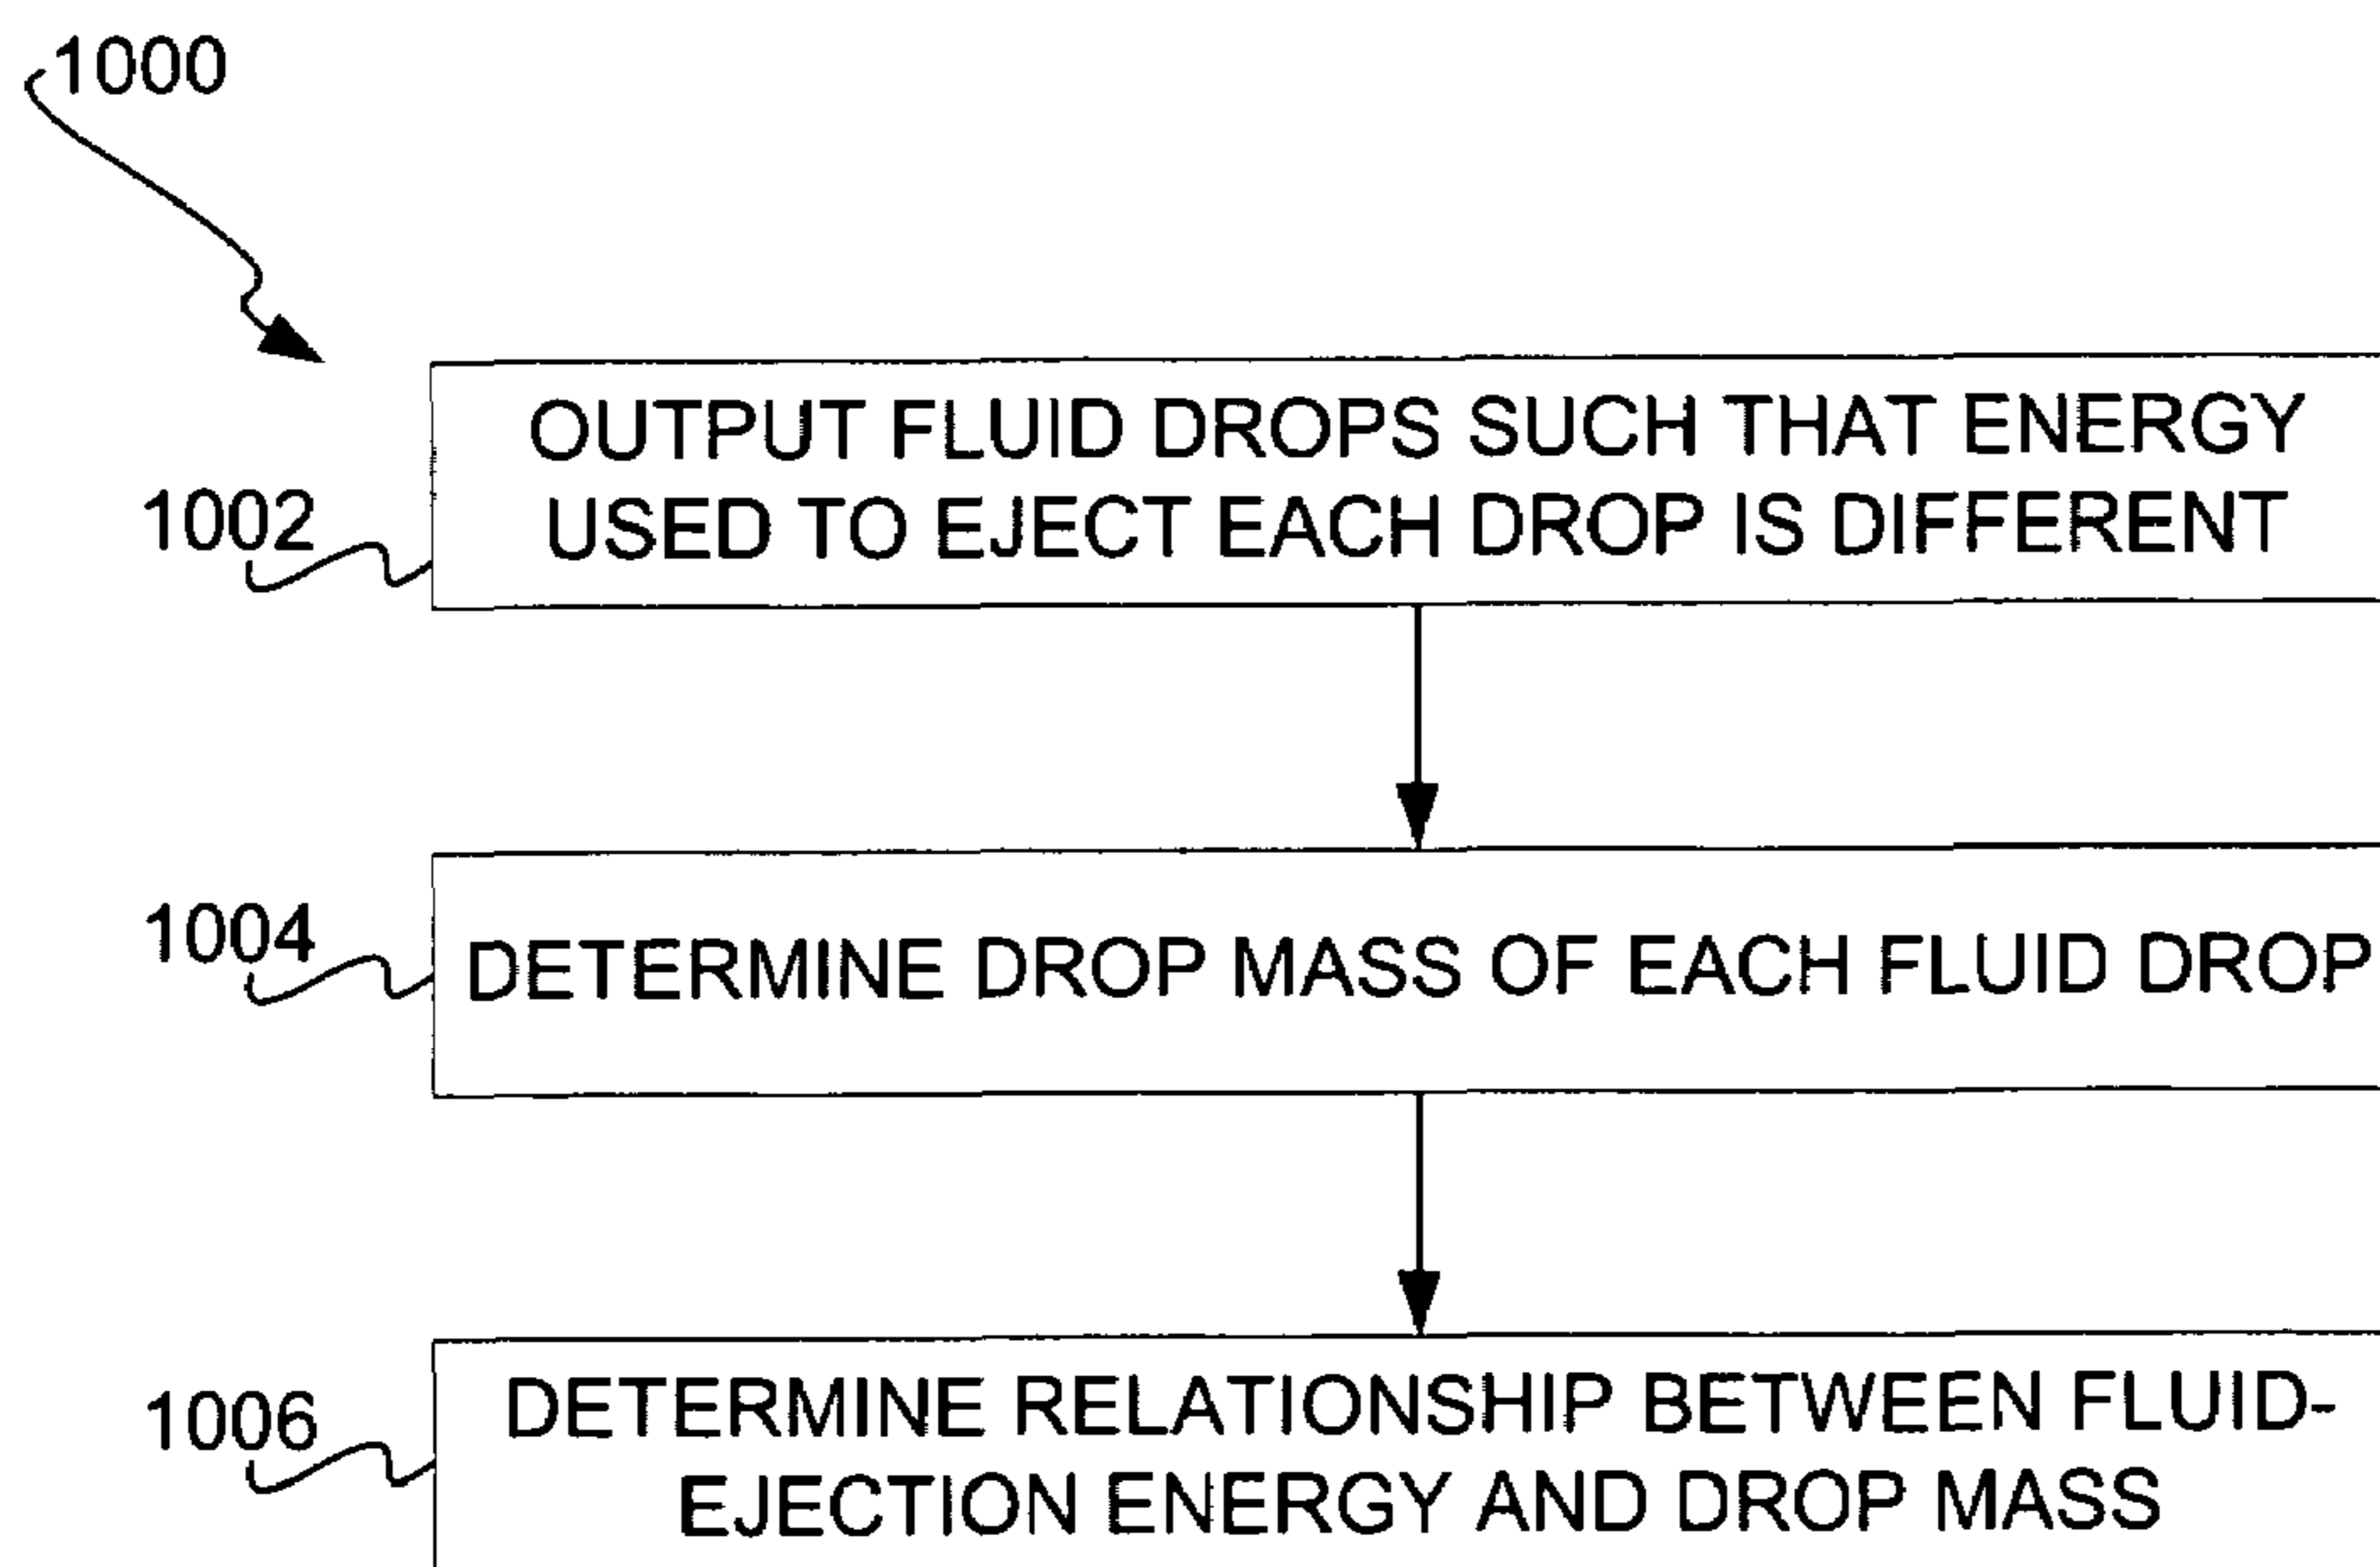 1000
OUTPUT FLUID DROPS SUCH THAT ENERGY
USED TO EJECT EACH DROP IS DIFFERENT
1002
1004
DETERMINE DROP MASS OF EACH FLUID DROP
1006
DETERMINE RELATIONSHIP BETWEEN FLUID-
EJECTION ENERGY AND DROP MASS